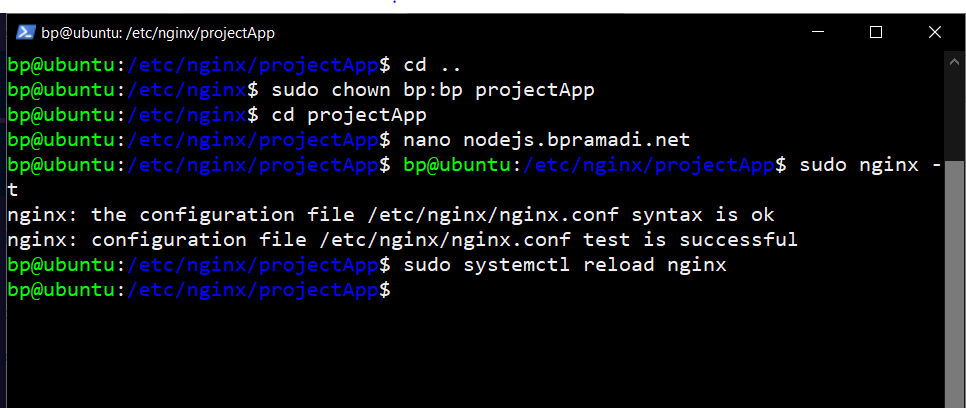 bp@ubuntu: /etc/nginx/projectApp
bp@ubuntu:/etc/nginx/projectApp$ cd ..
bp@ubuntu:/etc/nginx$ sudo chown bp:bp projectApp
bp@ubuntu:/etc/nginx$ cd projectApp
bp@ubuntu:/etc/nginx/projectApp$ nano nodejs.bpramadi.net
bp@ubuntu:/etc/nginx/projectApp$ bp@ubuntu:/etc/nginx/projectApp$ sudo nginx -
t
nginx: the configuration file /etc/nginx/nginx.conf syntax is ok
nginx: configuration file /etc/nginx/nginx.conf test is successful
bp@ubuntu:/etc/nginx/projectApp$ sudo systemctl reload nginx
bp@ubuntu:/etc/nginx/projectApp$